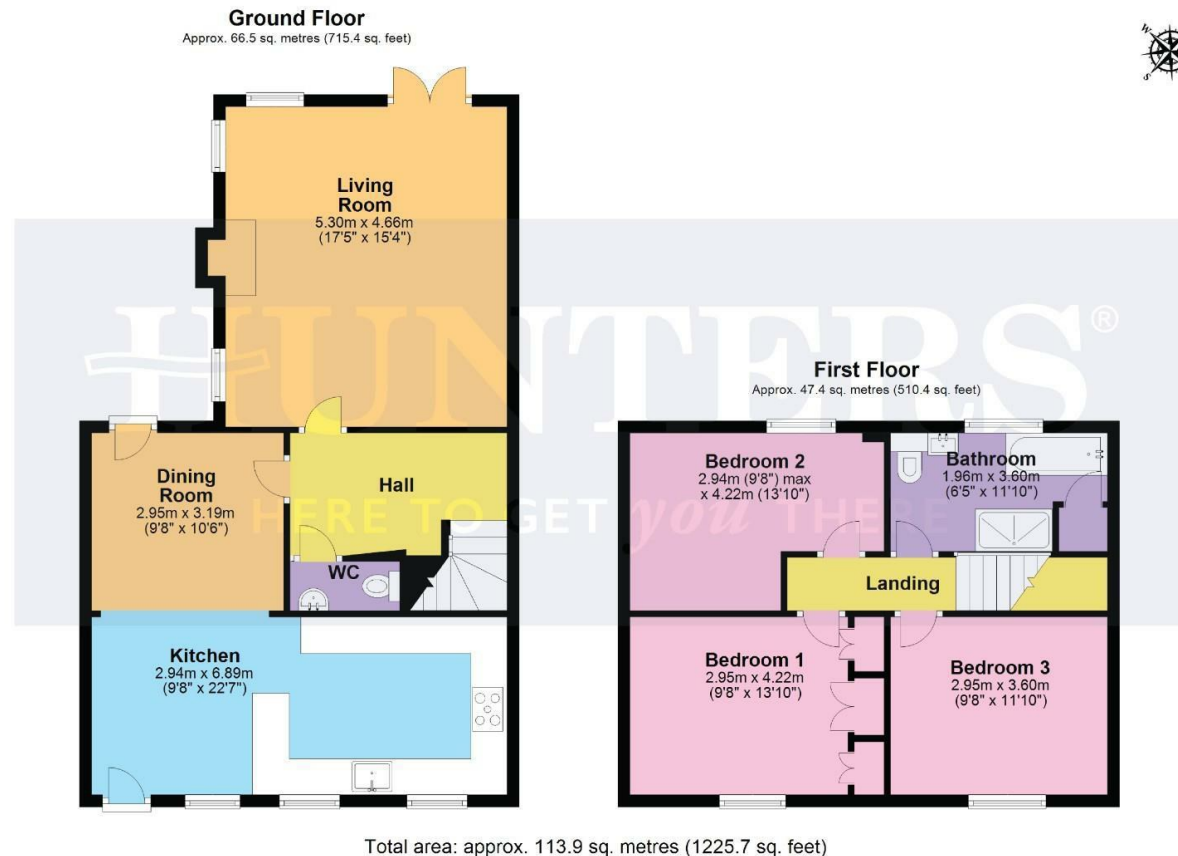 Ground Floor
Approx. 66.5 sq. metres (715.4 sq. feet)
W
S
Living
Room
5.30m x 4.66m
(17'5" x 15'4")
HUNTERS®
HERE TO GET you THERE
Dining
Room
2.95m x 3.19m
(9'8" x 10'6")
Hall
WC
Kitchen
2.94m x 6.89m
(9'8" x 22'7")
First Floor
Approx. 47.4 sq. metres (510.4 sq. feet)
Bedroom 2
2.94m (9'8") max
x 4.22m (13'10")
Bathroom
1.96m x 3.60m
(6'5" x 11'10")
Landing
Bedroom 1
2.95m x 4.22m
(9'8" x 13'10")
Bedroom 3
2.95m x 3.60m
(9'8" x 11'10")
Total area: approx. 113.9 sq. metres (1225.7 sq. feet)